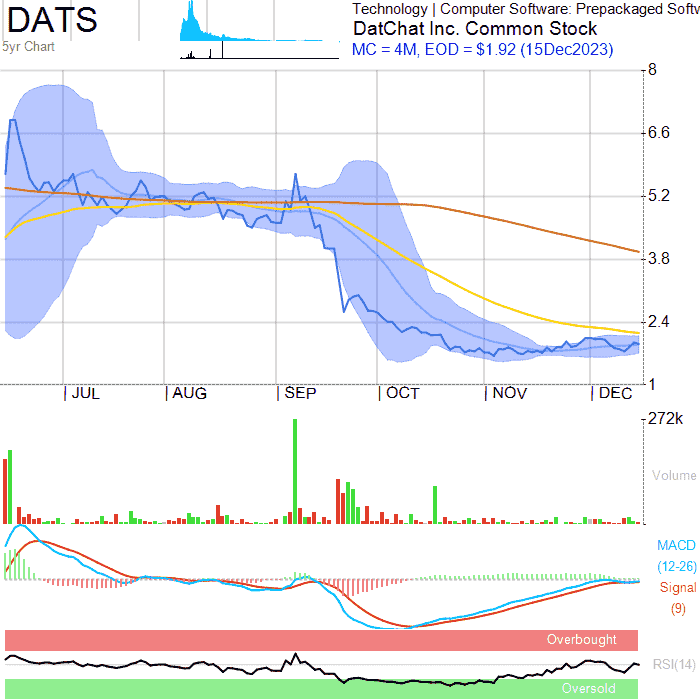 DATS
5yr Chart
Technology | Computer Software: Prepackaged Softw
DatChat Inc. Common Stock
MC = 4M, EOD = $1.92 (15Dec2023)
8
6.6
5.2
3.8
2.4
1
JUL AUG SEP OCT NOV DEC
272k
Volume
MACD
(12-26)
Signal
(9)
Overbought
RSI(14)
Oversold